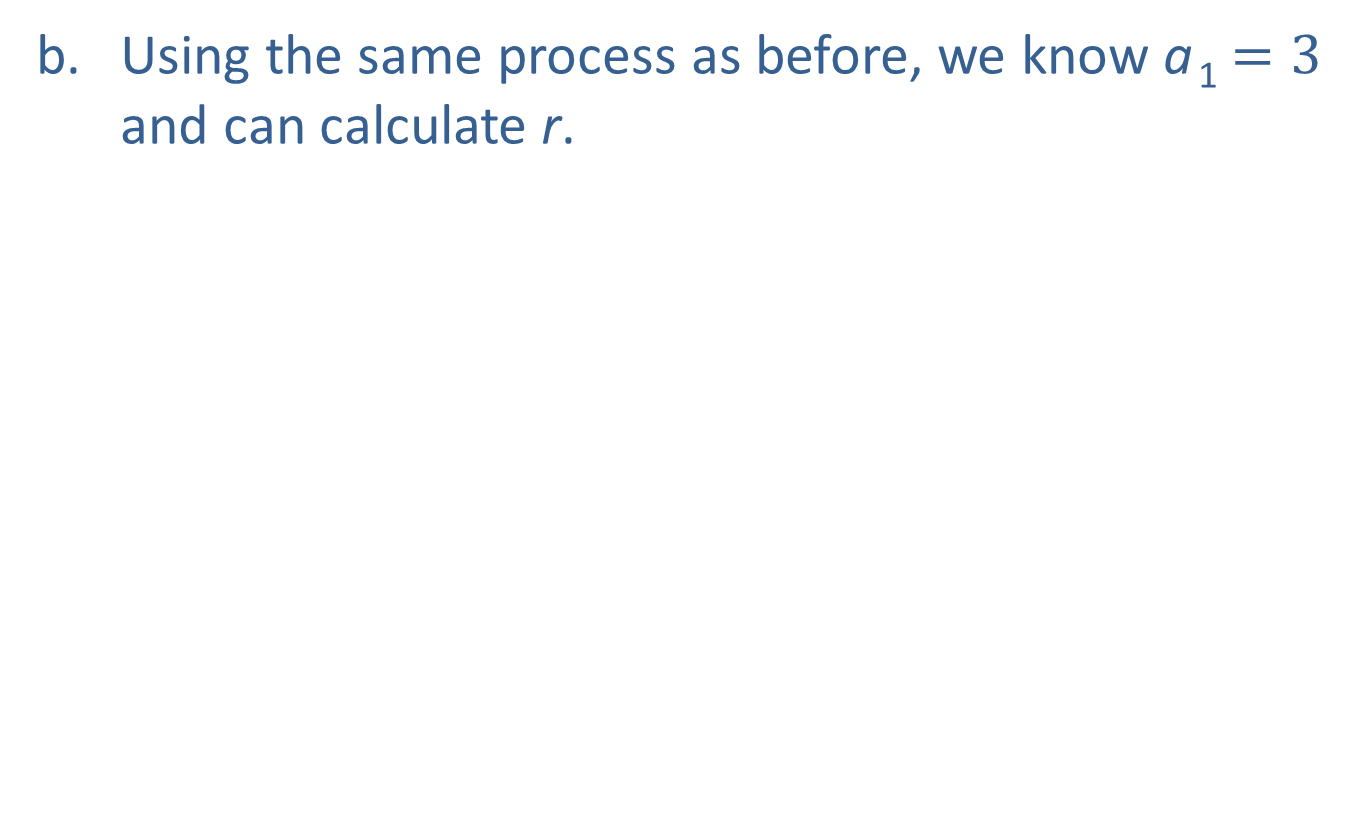 b. Using the same process as before, we know a₁ = 3
and can calculate r.